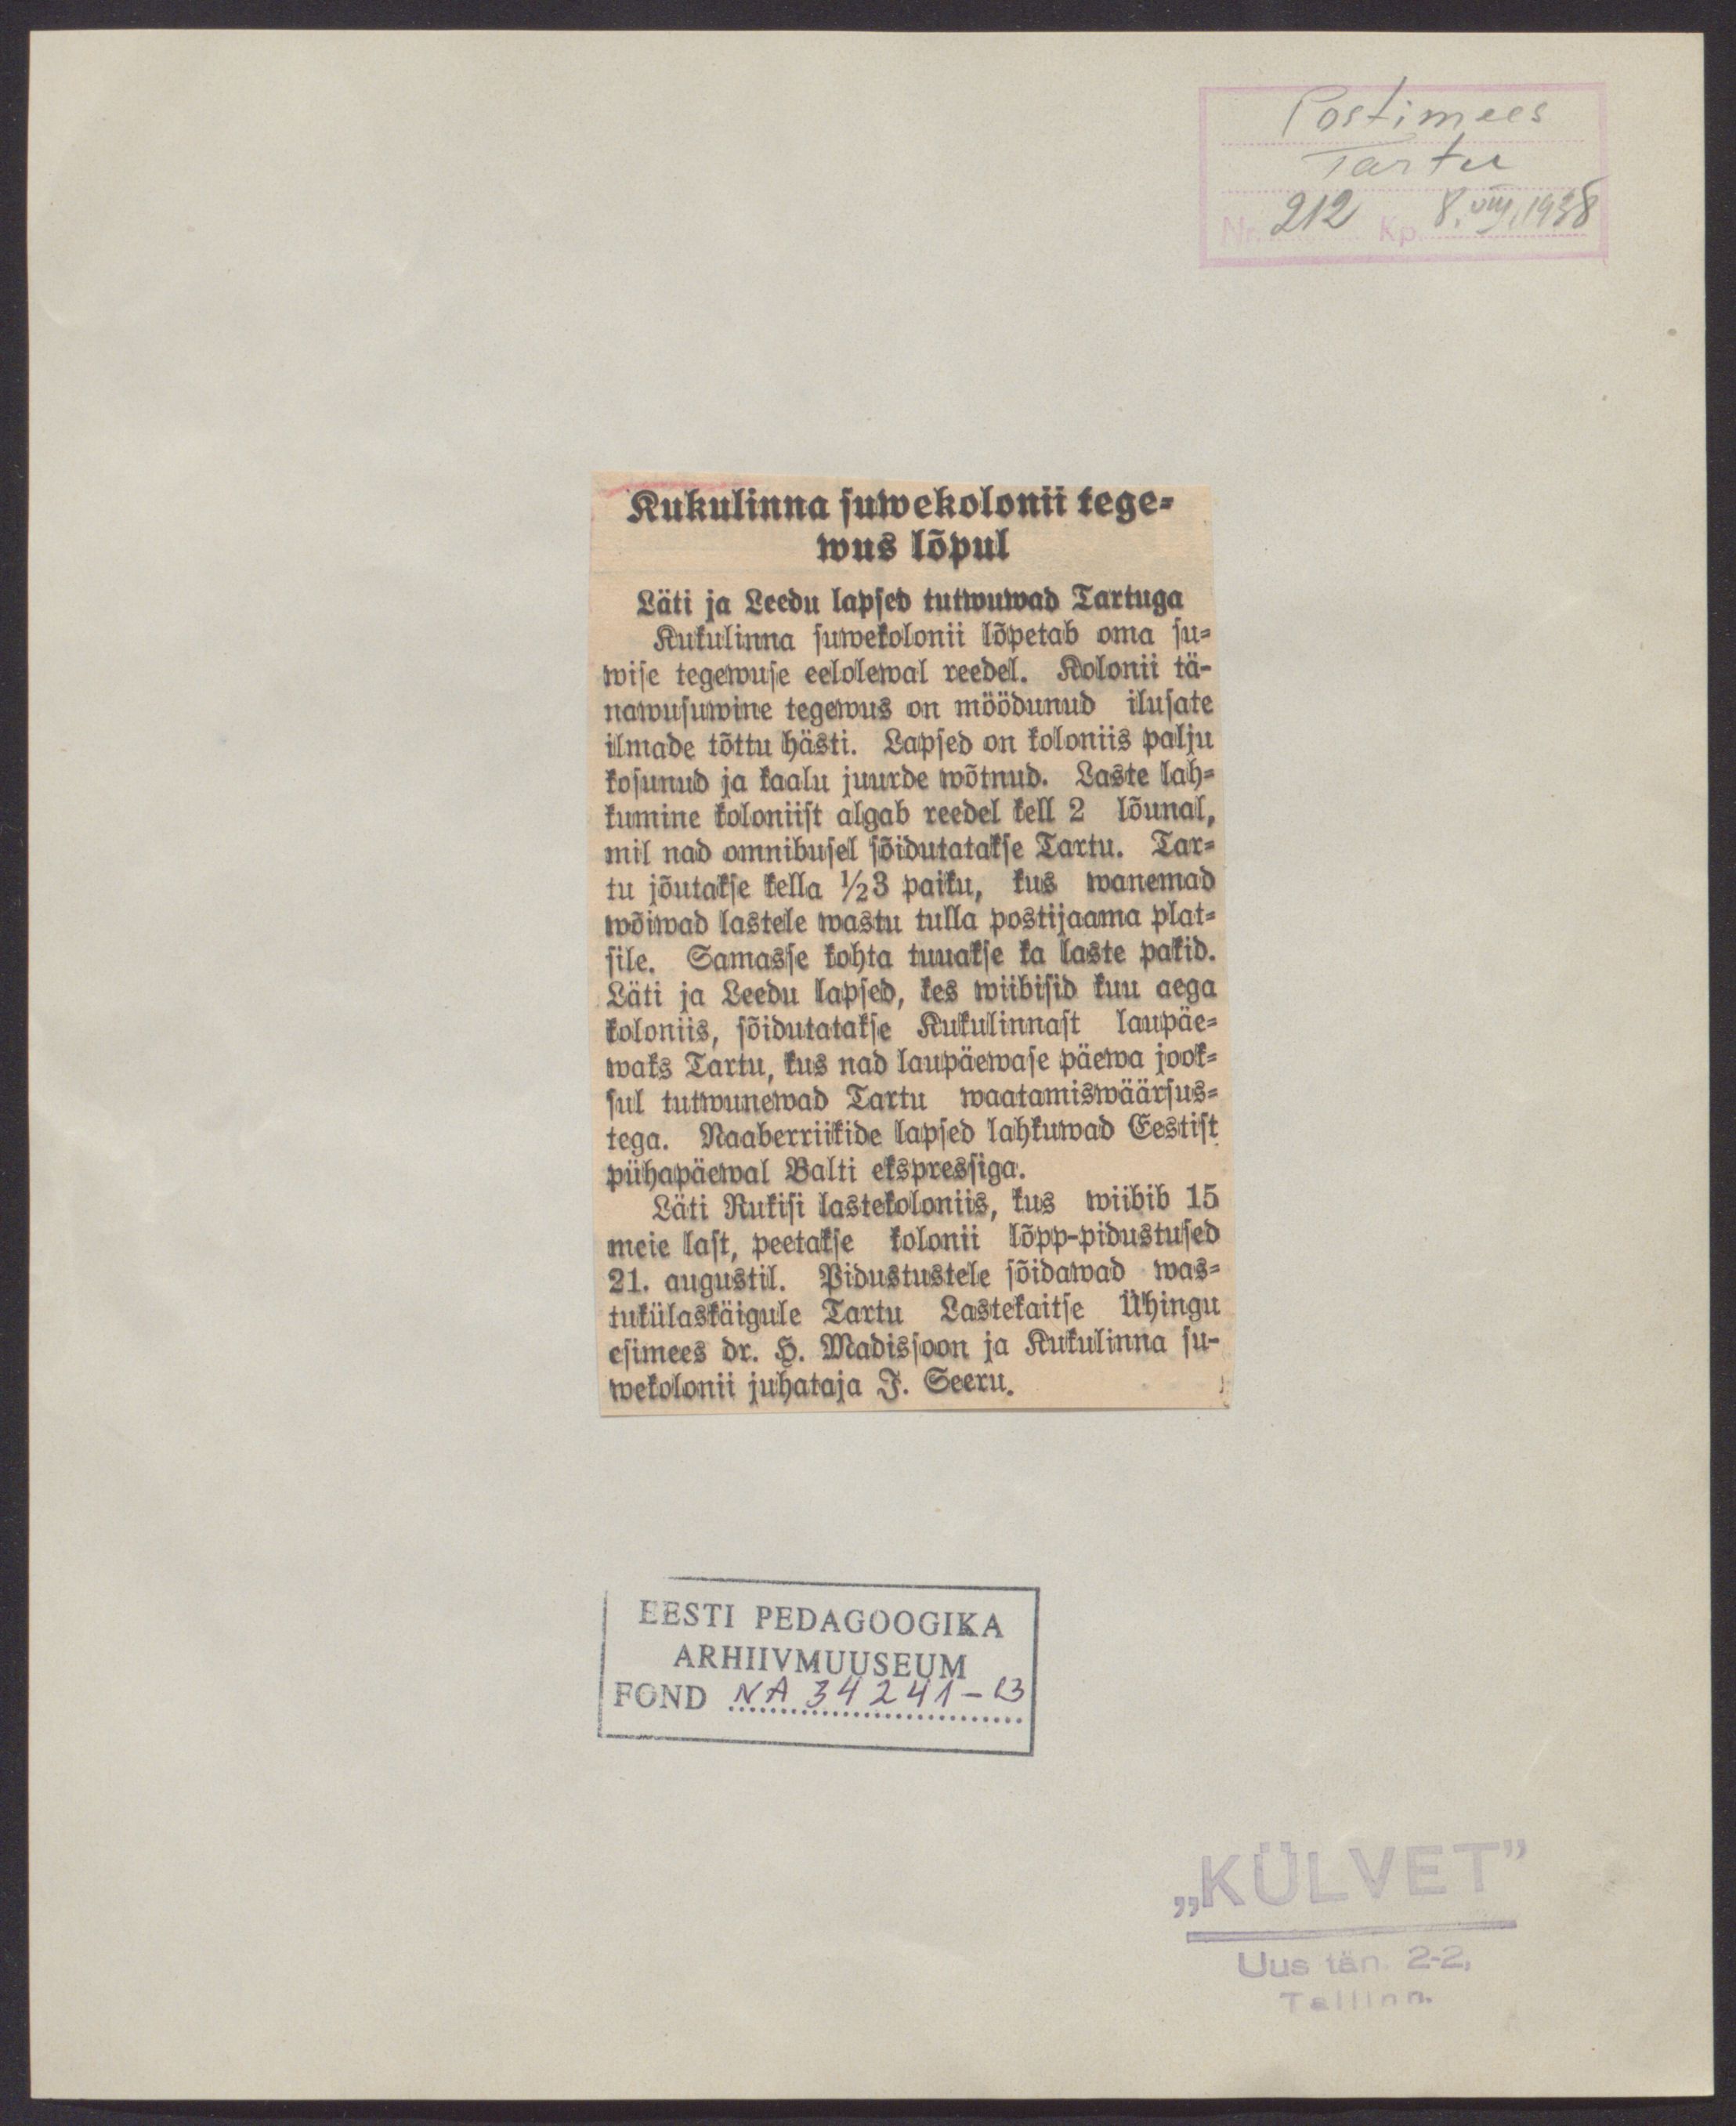 Postimees
Tartu
Nr. 212 Kp. 8. VIII. 1938
Kukulinna suwekolonii tege-
wus lõpul
Läti ja Leedu lapsed tutwuwad Tartuga
Kukulinna suwekolonii lõpetab oma su-
wise tegewuse eelolewal reedel. Kolonii tä-
nawusuwine tegewus on möödunud ilusate
ilmade tõttu hästi. Lapsed on koloniis palju
kosunud ja kaalu juurde wõtnud. Laste lah-
kumine koloniist algab reedel kell 2 lõunal,
mil nad omnibusel sõidutatakse Tartu. Tar-
tu jõutakse kella ½3 paiku, kus wanemad
wõiwad lastele wastu tulla postijaama plat-
sile. Samasse kohta tuuakse ka laste pakid.
Läti ja Leedu lapsed, kes wiibisid kuu aega
koloniis, sõidutatakse Kukulinnast laupäe-
waks Tartu, kus nad laupäewase päewa jook-
sul tutwunewad Tartu waatamiswäärsus-
tega. Naaberriikide lapsed lahkuwad Eestist
pühapäewal Balti ekspressiga.
Läti Rukisi lastekoloniis, kus wiibib 15
meie last, peetakse kolonii lõpp-pidustused
21. augustil. Pidustustele sõidawad was-
tukülaskäigule Tartu Lastekaitse Ühingu
esimees dr. H. Madissoon ja Kukulinna su-
wekolonii juhataja J. Seeru.
EESTI PEDAGOOGIKA
ARHIIVMUUSEUM
FOND NA 34241-23
„KÜLVET”
Uus tän. 2-2,
Tallinn.